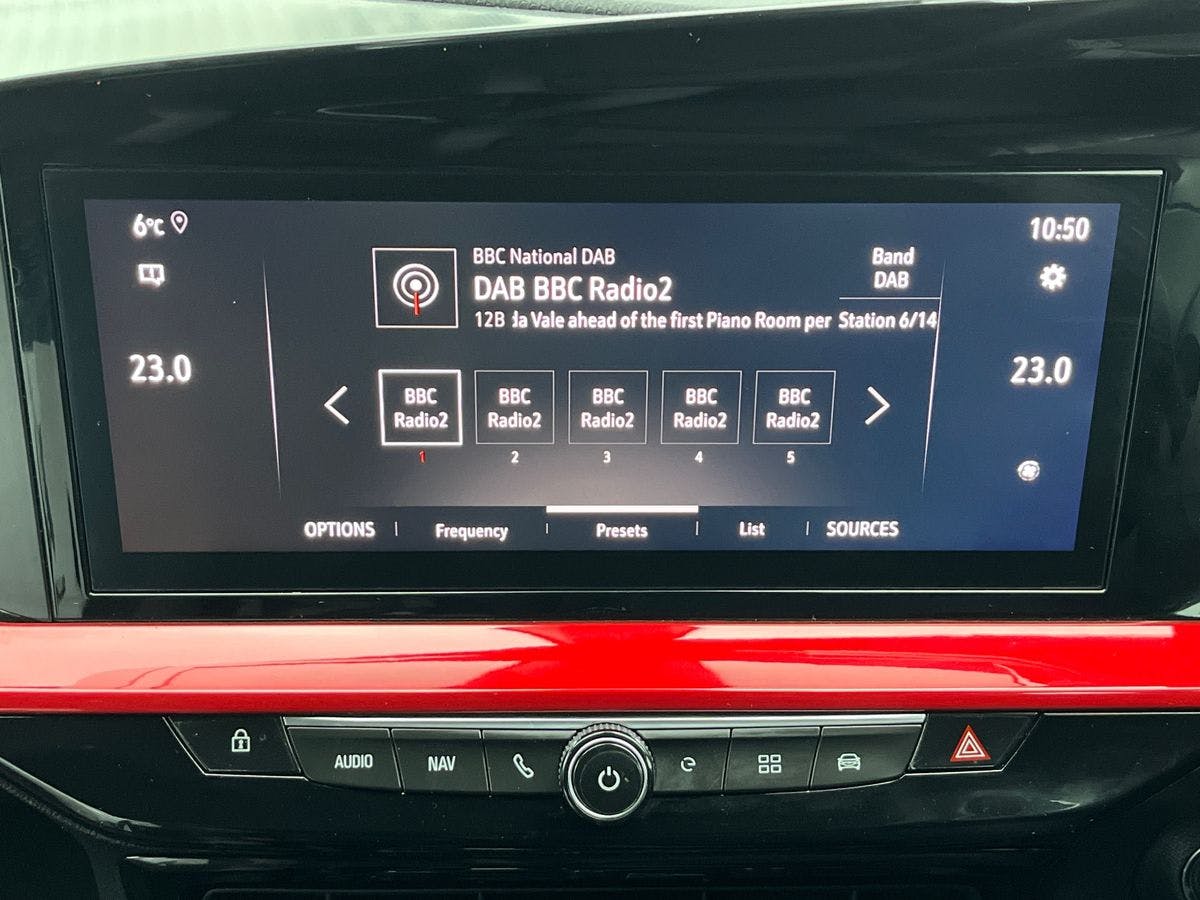 6°C
10:50
BBC National DAB
DAB BBC Radio2
12B da Vale ahead of the first Piano Room per
Band
DAB
Station 6/14
23.0
23.0
BBC
Radio2
BBC
Radio2
BBC
Radio2
BBC
Radio2
BBC
Radio2
1
2
3
4
5
OPTIONS
Frequency
Presets
List
SOURCES
AUDIO
NAV